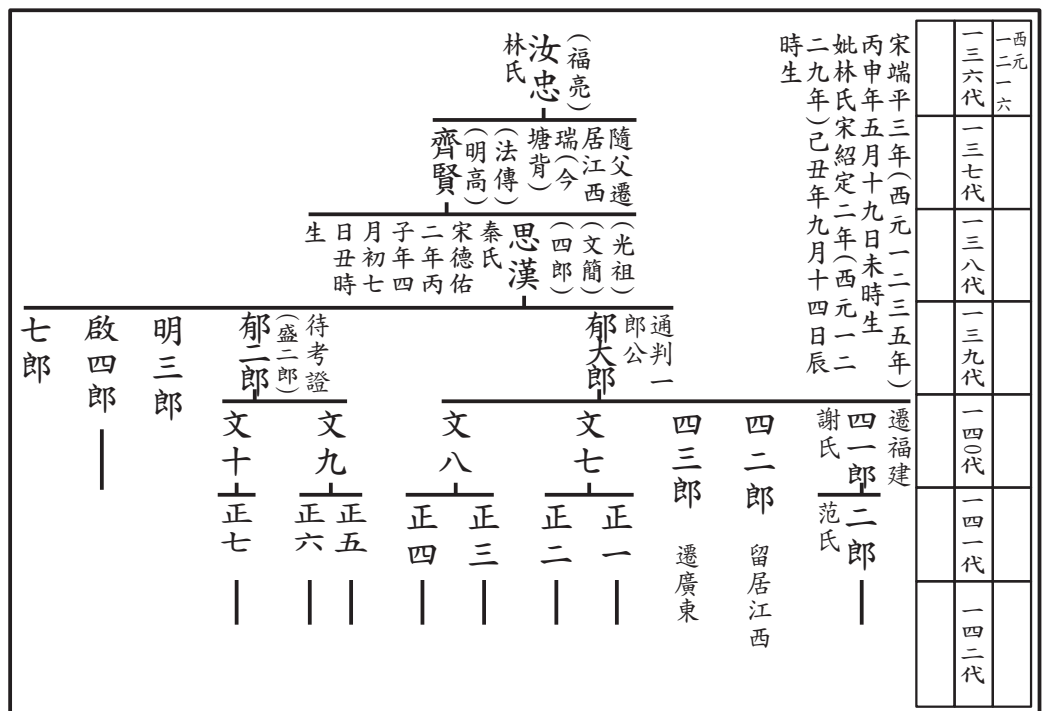 西元
一二一六
一三六代
一三七代
一三八代
一三九代
一四〇代
一四一代
一四二代
宋端平三年(西元一二三五年)
丙申年五月十九日未時生
妣林氏宋紹定二年(西元一二
二九年)己丑年九月十四日辰
時生
(福亮)
汝忠
林氏
隨父遷
居江西
瑞(今
塘背)
(法傳)
(明高)
齊賢
(光祖)
(文簡)
(四郎)
思漢
秦氏
宋德佑
二年丙
子年四
月初七
日丑時
生
通判一
郎公
郁大郎
待考證
(盛二郎)
郁二郎
明三郎
啟四郎
七郎
遷福建
四一郎
謝氏
四二郎
留居江西
四三郎
遷廣東
文七
文八
文九
文十
二郎
范氏
正一
正二
正三
正四
正五
正六
正七